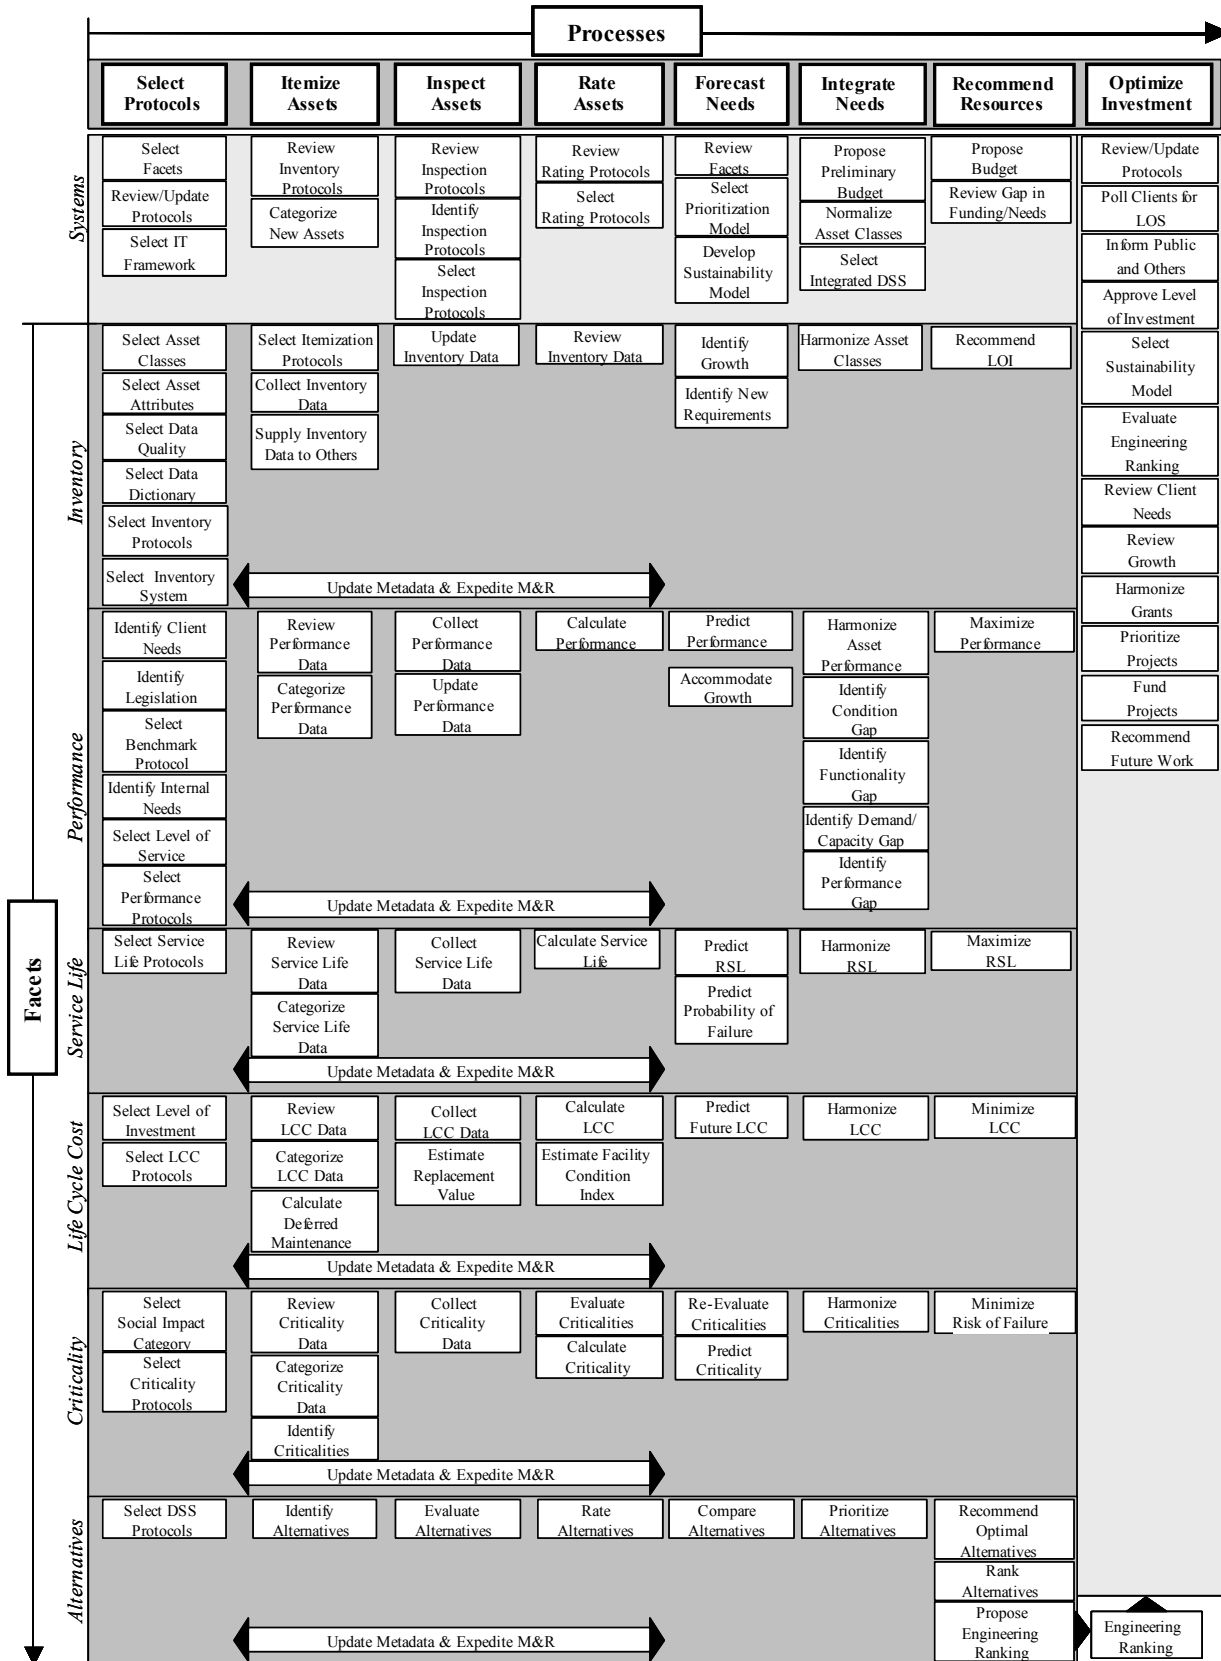 Processes
Select
Protocols
Itemize
Assets
Inspect
Assets
Rate
Assets
Forecast
Needs
Integrate
Needs
Recommend
Resources
Optimize
Investment
Systems
Select
Facets
Review/Update
Protocols
Select IT
Framework
Review
Inventory
Protocols
Categorize
New Assets
Review
Inspection
Protocols
Identify
Inspection
Protocols
Select
Inspection
Protocols
Review
Rating Protocols
Select
Rating Protocols
Review
Facets
Select
Prioritization
Model
Develop
Sustainability
Model
Propose
Preliminary
Budget
Normalize
Asset Classes
Select
Integrated DSS
Propose
Budget
Review Gap in
Funding/Needs
Review/Update
Protocols
Poll Clients for
LOS
Inform Public
and Others
Approve Level
of Investment
Select
Sustainability
Model
Evaluate
Engineering
Ranking
Review Client
Needs
Review
Growth
Harmonize
Grants
Prioritize
Projects
Fund
Projects
Recommend
Future Work
Facets
Inventory
Select Asset
Classes
Select Asset
Attributes
Select Data
Quality
Select Data
Dictionary
Select Inventory
Protocols
Select Inventory
System
Select Itemization
Protocols
Collect Inventory
Data
Supply Inventory
Data to Others
Update
Inventory Data
Review
Inventory Data
Identify
Growth
Identify New
Requirements
Harmonize Asset
Classes
Recommend
LOI
Update Metadata & Expedite M&R
Performance
Identify Client
Needs
Identify
Legislation
Select
Benchmark
Protocol
Identify Internal
Needs
Select Level of
Service
Select
Performance
Protocols
Review
Performance
Data
Categorize
Performance
Data
Collect
Performance
Data
Update
Performance
Data
Calculate
Performance
Predict
Performance
Accommodate
Growth
Harmonize
Asset
Performance
Identify
Condition
Gap
Identify
Functionality
Gap
Identify Demand/
Capacity Gap
Identify
Performance
Gap
Maximize
Performance
Update Metadata & Expedite M&R
Service Life
Select Service
Life Protocols
Review
Service Life
Data
Categorize
Service Life
Data
Collect
Service Life
Data
Calculate Service
Life
Predict
RSL
Predict
Probability of
Failure
Harmonize
RSL
Maximize
RSL
Update Metadata & Expedite M&R
Life Cycle Cost
Select Level of
Investment
Select LCC
Protocols
Review
LCC Data
Categorize
LCC Data
Calculate
Deferred
Maintenance
Collect
LCC Data
Estimate
Replacement
Value
Calculate
LCC
Estimate Facility
Condition
Index
Predict
Future LCC
Harmonize
LCC
Minimize
LCC
Update Metadata & Expedite M&R
Criticality
Select
Social Impact
Category
Select
Criticality
Protocols
Review
Criticality
Data
Categorize
Criticality
Data
Identify
Criticalities
Collect
Criticality
Data
Evaluate
Criticalities
Calculate
Criticality
Re-Evaluate
Criticalities
Predict
Criticality
Harmonize
Criticalities
Minimize
Risk of Failure
Update Metadata & Expedite M&R
Alternatives
Select DSS
Protocols
Identify
Alternatives
Evaluate
Alternatives
Rate
Alternatives
Compare
Alternatives
Prioritize
Alternatives
Recommend
Optimal
Alternatives
Rank
Alternatives
Propose
Engineering
Ranking
Update Metadata & Expedite M&R
Engineering
Ranking